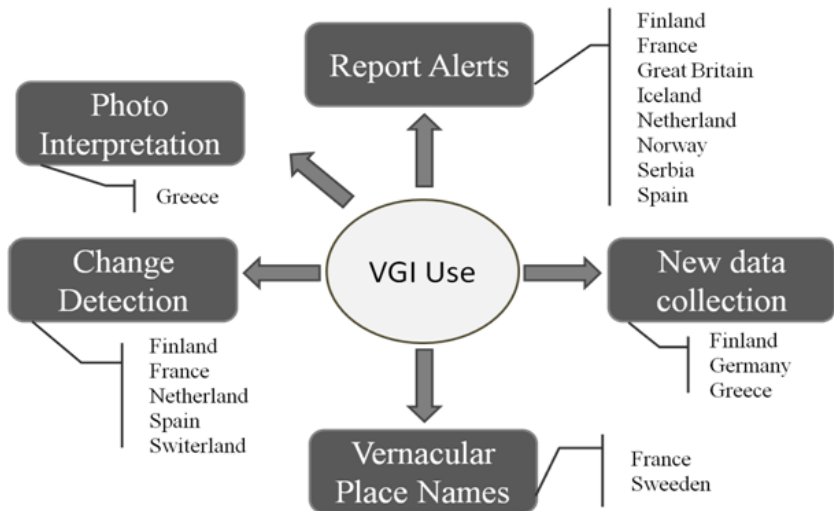 Report Alerts
Finland
France
Great Britain
Iceland
Netherland
Norway
Serbia
Spain
Photo
Interpretation
Greece
VGI Use
Change
Detection
Finland
France
Netherland
Spain
Switerland
New data
collection
Finland
Germany
Greece
Vernacular
Place Names
France
Sweeden